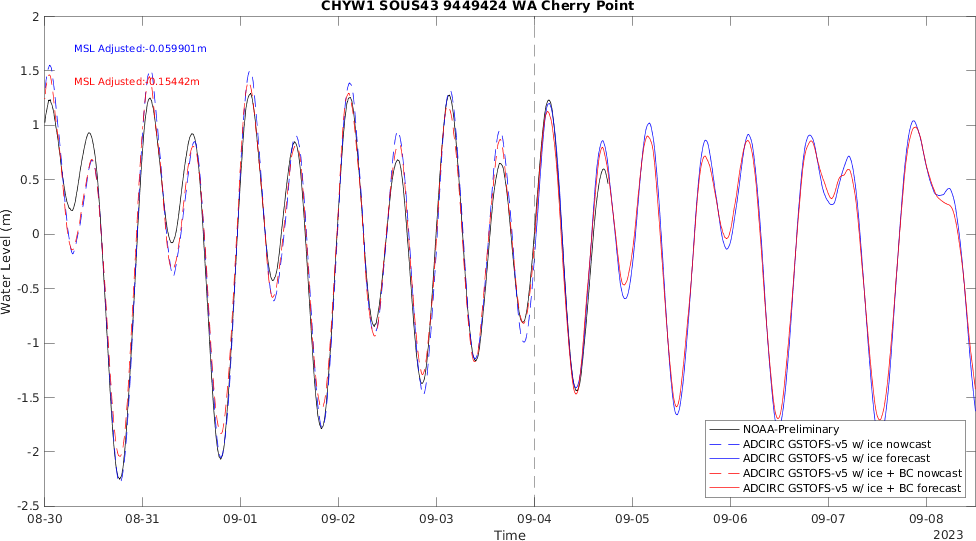 CHYW1 SOUS43 9449424 WA Cherry Point
MSL Adjusted:-0.059901m
MSL Adjusted:-0.15442m
Water Level (m)
2
1.5
1
0.5
0
-0.5
-1
-1.5
-2
-2.5
NOAA-Preliminary
ADCIRC GSTOFS-v5 w/ ice nowcast
ADCIRC GSTOFS-v5 w/ ice forecast
ADCIRC GSTOFS-v5 w/ ice + BC nowcast
ADCIRC GSTOFS-v5 w/ ice + BC forecast
08-30 08-31 09-01 09-02 09-03 09-04 09-05 09-06 09-07 09-08
Time
2023